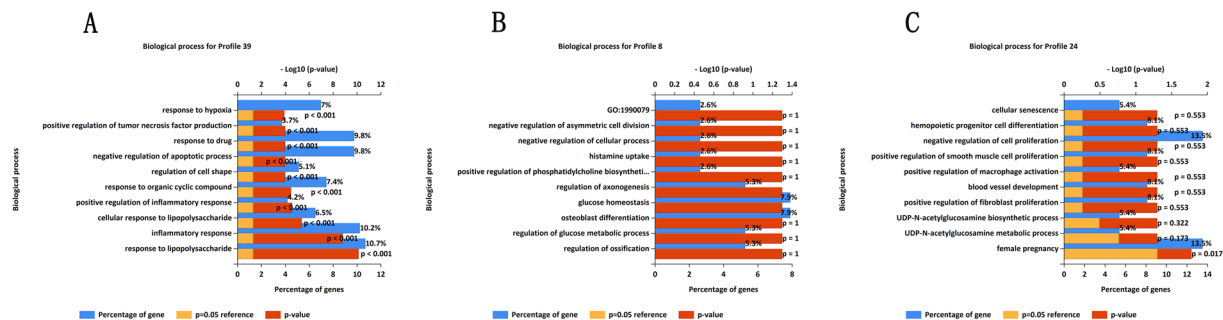 A
Biological process for Profile 39
- Log10 (p-value)
0 2 4 6 8 10 12
response to hypoxia
positive regulation of tumor necrosis factor production
response to drug
negative regulation of apoptotic process
regulation of cell shape
response to organic cyclic compound
positive regulation of inflammatory response
cellular response to lipopolysaccharide
inflammatory response
response to lipopolysaccharide
Biological process
7%
p < 0.001
3.7%
p < 0.001
9.8%
p < 0.001
9.8%
p < 0.001
5.1%
p < 0.001
7.4%
p < 0.001
4.2%
p < 0.001
6.5%
p < 0.001
10.2%
p < 0.001
10.7%
p < 0.001
0 2 4 6 8 10 12
Percentage of genes
Percentage of gene p=0.05 reference p-value
B
Biological process for Profile 8
- Log10 (p-value)
0 0.2 0.4 0.6 0.8 1 1.2 1.4
GO:1990079
negative regulation of asymmetric cell division
negative regulation of cellular process
histamine uptake
positive regulation of phosphatidylcholine biosyntheti...
regulation of axonogenesis
glucose homeostasis
osteoblast differentiation
regulation of glucose metabolic process
regulation of ossification
Biological process
2.6%
p = 1
2.6%
p = 1
2.6%
p = 1
2.6%
p = 1
2.6%
p = 1
5.3%
p = 1
7.9%
p = 1
7.9%
p = 1
5.3%
p = 1
5.3%
p = 1
0 2 4 6 8
Percentage of genes
Percentage of gene p=0.05 reference p-value
C
Biological process for Profile 24
- Log10 (p-value)
0 0.5 1 1.5 2
cellular senescence
hemopoietic progenitor cell differentiation
negative regulation of cell proliferation
positive regulation of smooth muscle cell proliferation
positive regulation of macrophage activation
blood vessel development
positive regulation of fibroblast proliferation
UDP-N-acetylglucosamine biosynthetic process
UDP-N-acetylglucosamine metabolic process
female pregnancy
Biological process
5.4%
p = 0.553
8.1%
p = 0.553
13.5%
p = 0.553
8.1%
p = 0.553
5.4%
p = 0.553
8.1%
p = 0.553
8.1%
p = 0.553
5.4%
p = 0.322
5.4%
p = 0.173
13.5%
p = 0.017
0 2 4 6 8 10 12 14
Percentage of genes
Percentage of gene p=0.05 reference p-value